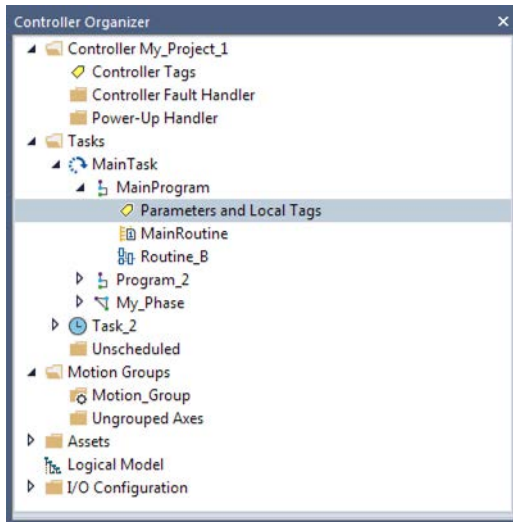 Controller Organizer
Controller My_Project_1
Controller Tags
Controller Fault Handler
Power-Up Handler
Tasks
MainTask
MainProgram
Parameters and Local Tags
MainRoutine
Routine_B
Program_2
My_Phase
Task_2
Unscheduled
Motion Groups
Motion_Group
Ungrouped Axes
Assets
Logical Model
I/O Configuration